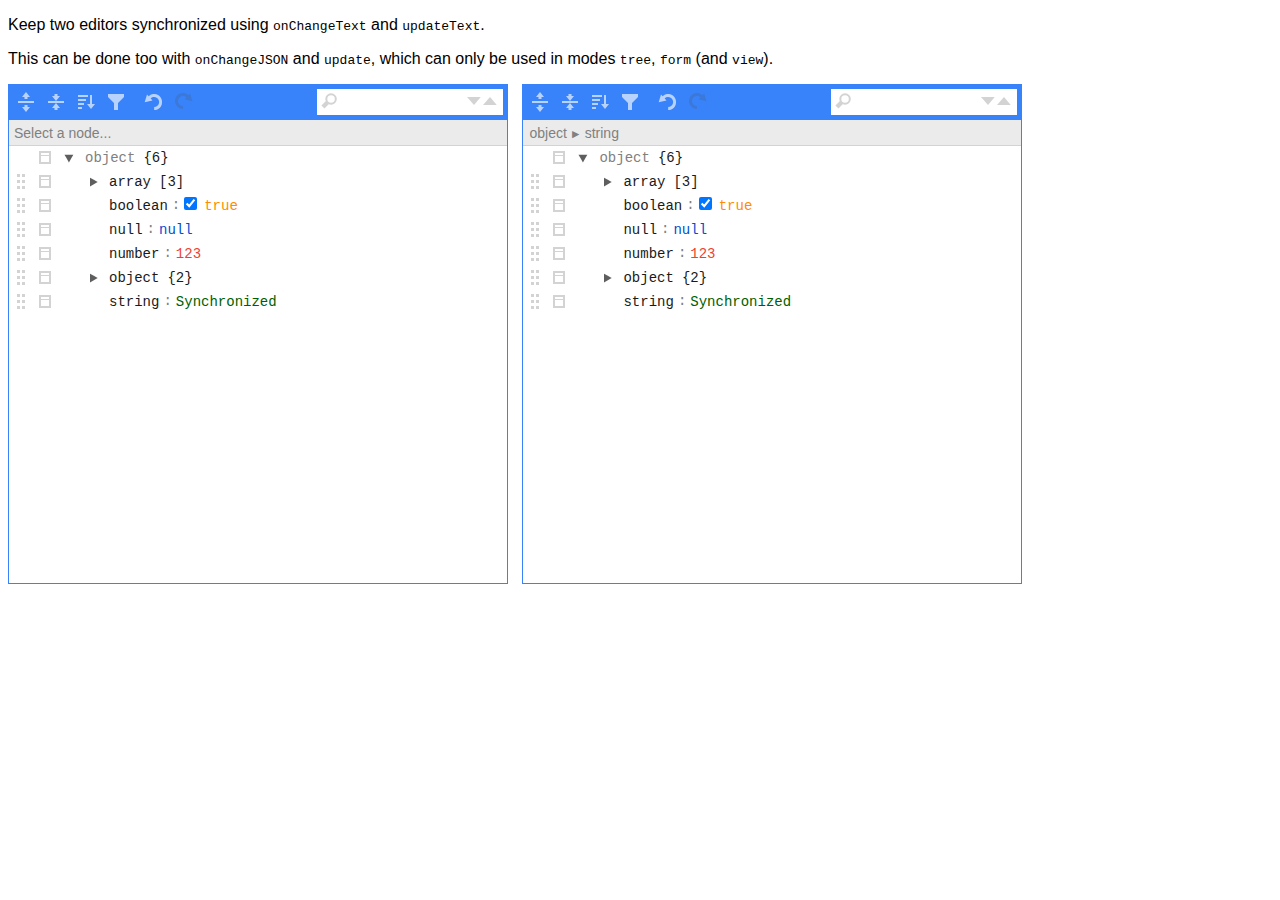 Keep two editors synchronized using onChangeText and updateText.
This can be done too with onChangeJSON and update, which can only be used in modes tree, form (and view).
Select a node...
object {6}
array [3]
boolean : true
null : null
number : 123
object {2}
string : Synchronized
object ► string
object {6}
array [3]
boolean : true
null : null
number : 123
object {2}
string : Synchronized